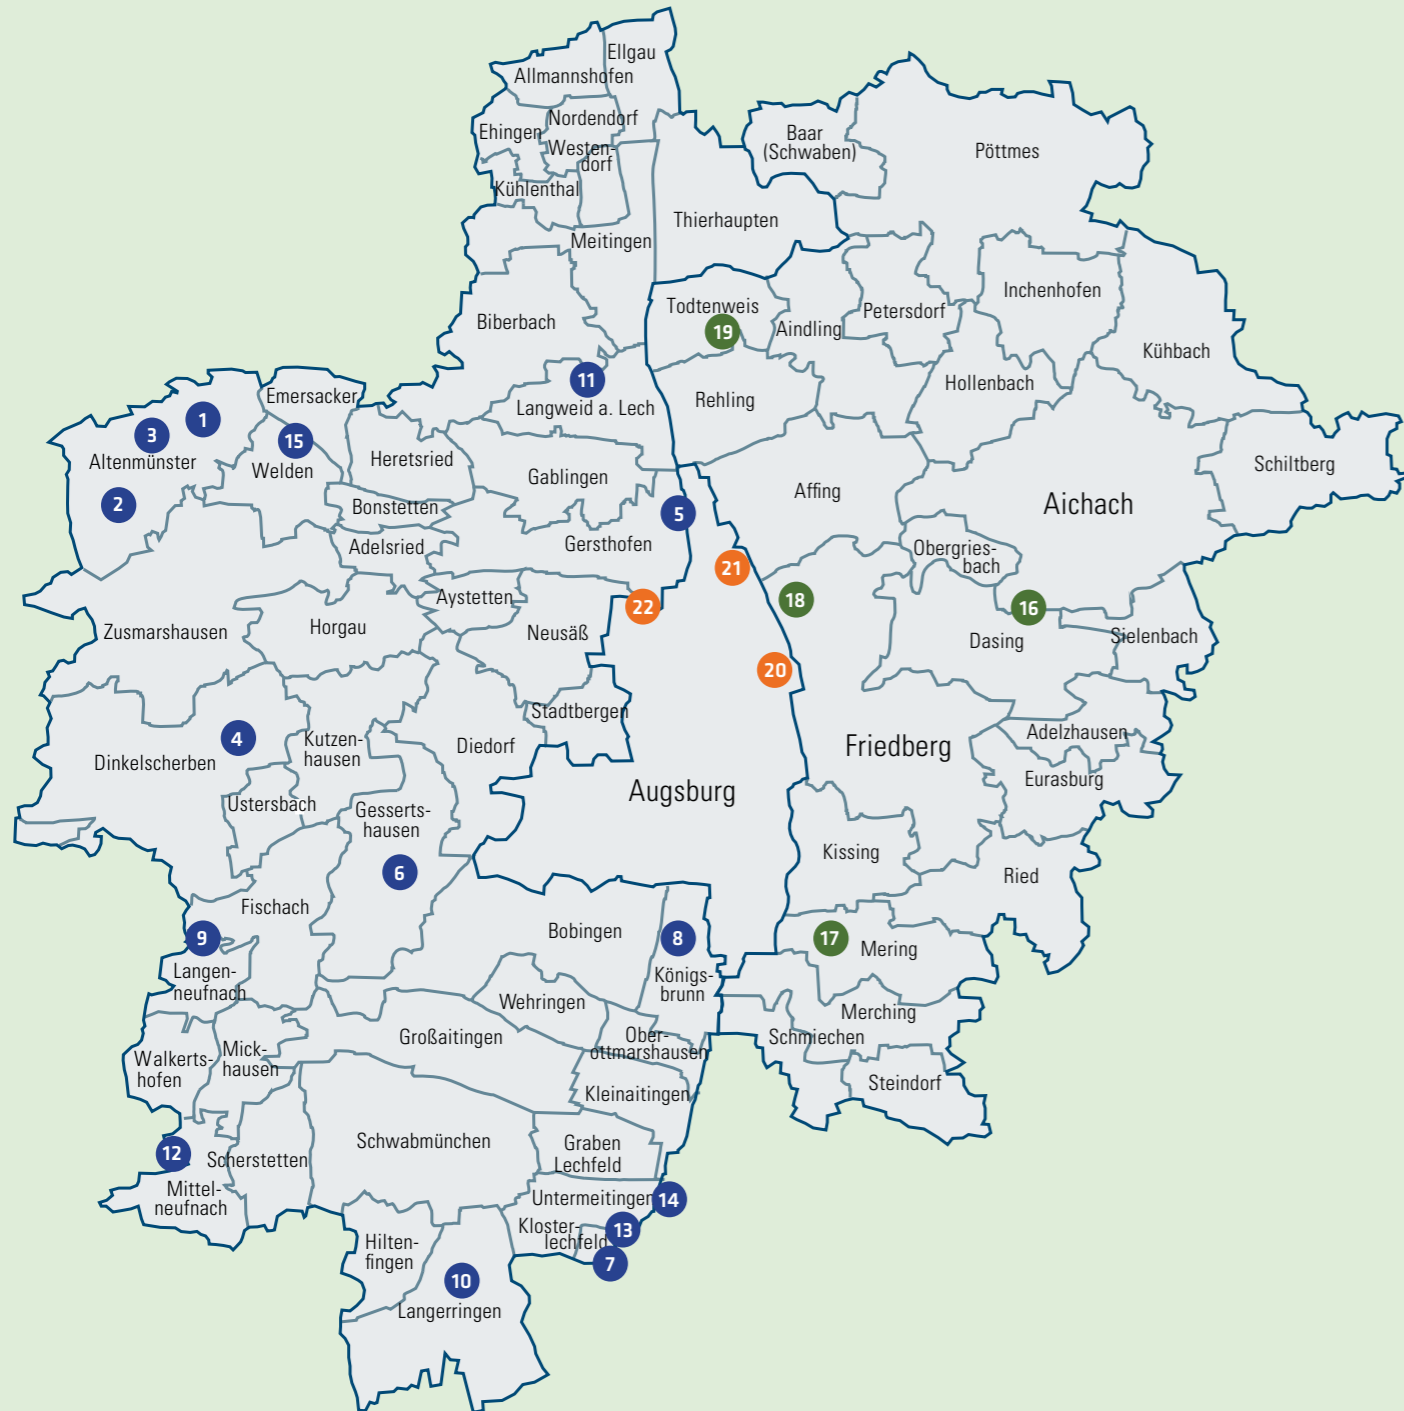 Ellgau
Allmannshofen
Nordendorf
Ehingen
Westen-
dorf
Kühlenthal
Baar
(Schwaben)
Pöttmes
Thierhaupten
Meitingen
Inchenhofen
Todtenweis
19
Aindling
Petersdorf
Biberbach
Kühbach
11
Langweid a. Lech
Rehling
Hollenbach
Emersacker
1
3
15
Altenmünster
Welden
2
Heretsried
Gablingen
Schiltberg
Affing
Aichach
Bonstetten
5
Adelsried
Gersthofen
Obergries-
bach
21
18
22
16
Aystetten
Zusmarshausen
Horgau
Neusäß
Dasing
Sielenbach
20
Stadtbergen
4
Dinkelscherben
Kutzen-
hausen
Diedorf
Friedberg
Adelzhausen
Eurasburg
Augsburg
Ustersbach
Gesserts-
hausen
6
Kissing
Ried
Fischach
9
Langen-
neufnach
Bobingen
8
Königs-
brunn
17
Mering
Wehringen
Merching
Großaitingen
Ober-
ottmarshausen
Schmiechen
Walkerts-
hofen
Mick-
hausen
Steindorf
Kleinaitingen
Schwabmünchen
Graben
Lechfeld
12
Scherstetten
Mittel-
neufnach
Untermeitingen
14
Kloster-
lechfeld
13
7
Hilten-
fingen
10
Langerringen